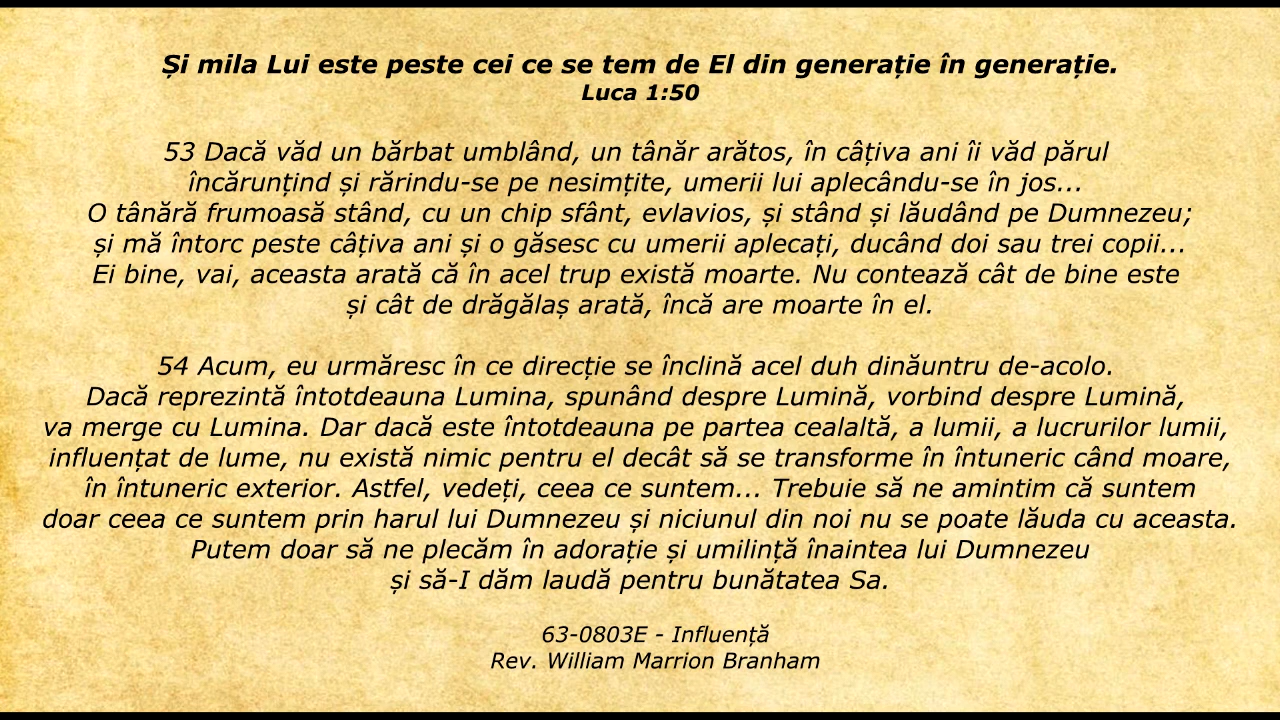 Și mila Lui este peste cei ce se tem de El din generație în generație.
Luca 1:50
53 Dacă văd un bărbat umblând, un tânăr arătos, în câțiva ani îi văd părul
încărunțind și rărindu-se pe nesimțite, umerii lui aplecându-se în jos...
O tânără frumoasă stând, cu un chip sfânt, evlavios, și stând și lăudând pe Dumnezeu;
și mă întorc peste câțiva ani și o găsesc cu umerii aplecați, ducând doi sau trei copii...
Ei bine, vai, aceasta arată că în acel trup există moarte. Nu contează cât de bine este
și cât de drăgălaș arată, încă are moarte în el.
54 Acum, eu urmăresc în ce direcție se înclină acel duh dinăuntru de-acolo.
Dacă reprezintă întotdeauna Lumina, spunând despre Lumină, vorbind despre Lumină,
va merge cu Lumina. Dar dacă este întotdeauna pe partea cealaltă, a lumii, a lucrurilor lumii,
influențat de lume, nu există nimic pentru el decât să se transforme în întuneric când moare,
în întuneric exterior. Astfel, vedeți, ceea ce suntem... Trebuie să ne amintim că suntem
doar ceea ce suntem prin harul lui Dumnezeu și niciunul din noi nu se poate lăuda cu aceasta.
Putem doar să ne plecăm în adorație și umilință înaintea lui Dumnezeu
și să-I dăm laudă pentru bunătatea Sa.
63-0803E - Influență
Rev. William Marrion Branham